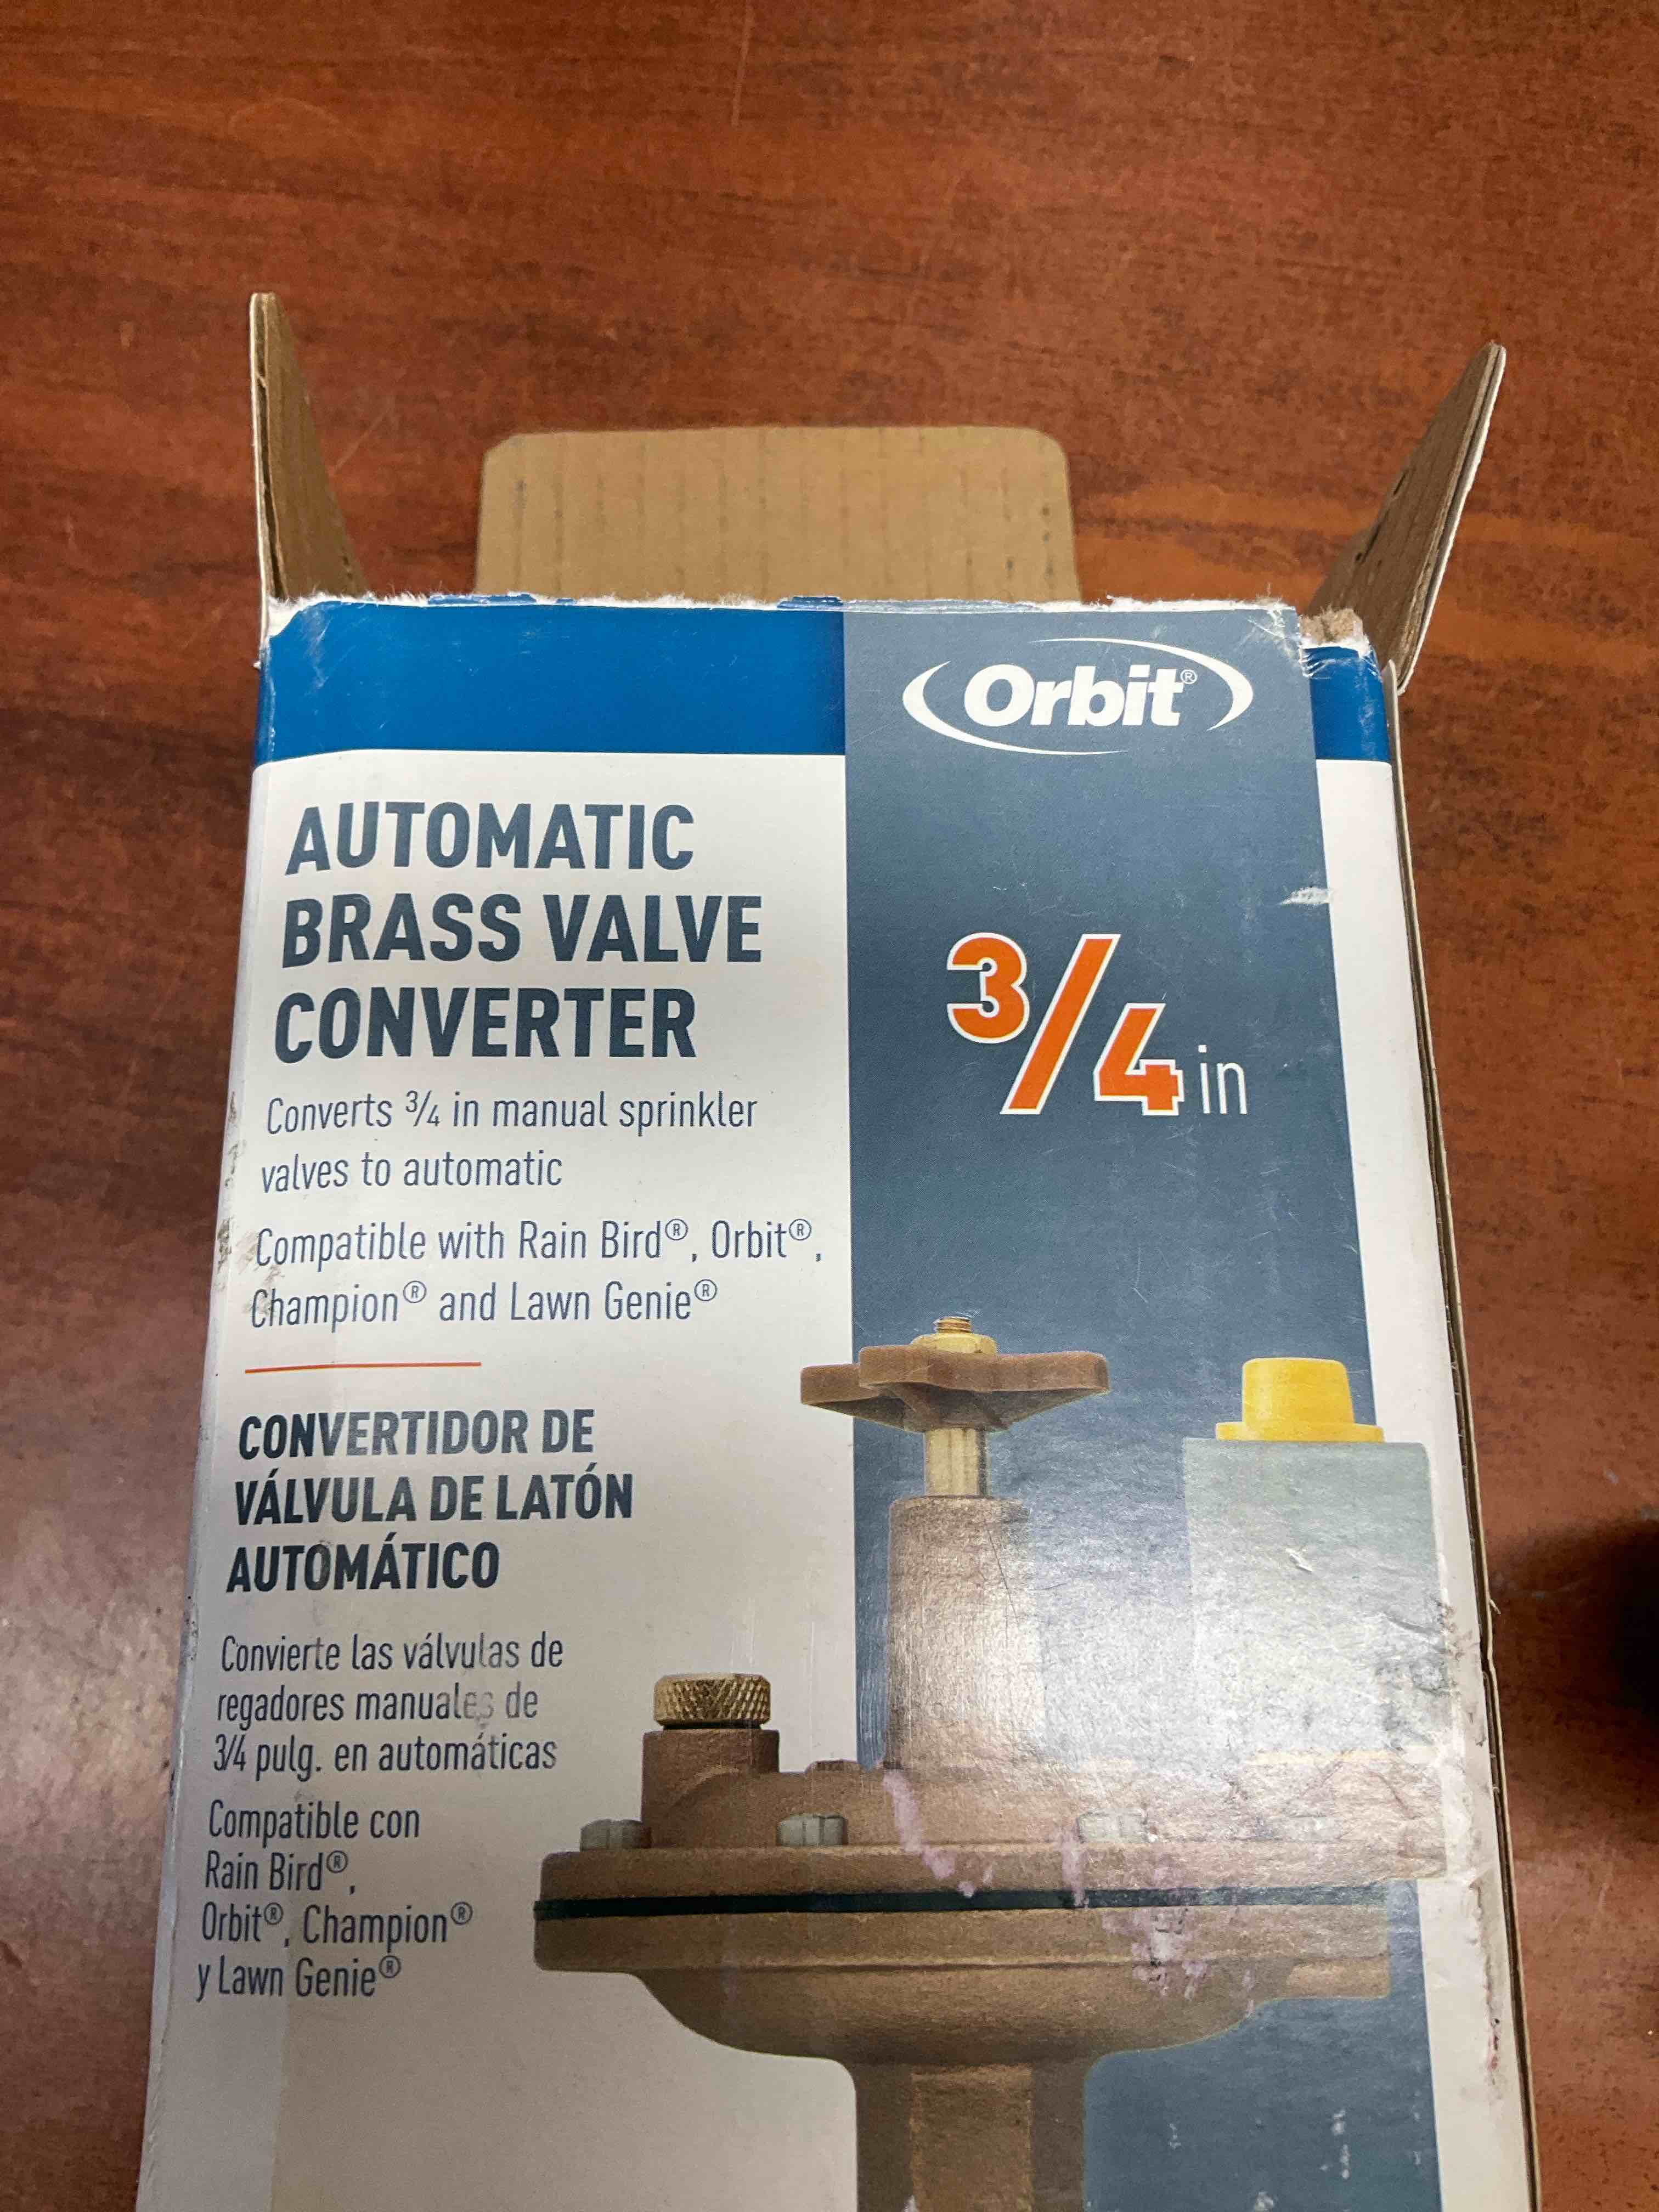 Orbit®
AUTOMATIC
BRASS VALVE
CONVERTER
3/4 in
Converts 3/4 in manual sprinkler
valves to automatic
Compatible with Rain Bird®, Orbit®,
Champion® and Lawn Genie®
CONVERTIDOR DE
VÁLVULA DE LATÓN
AUTOMÁTICO
Convierte las válvulas de
regadores manuales de
3/4 pulg. en automáticas
Compatible con
Rain Bird®,
Orbit®, Champion®
y Lawn Genie®